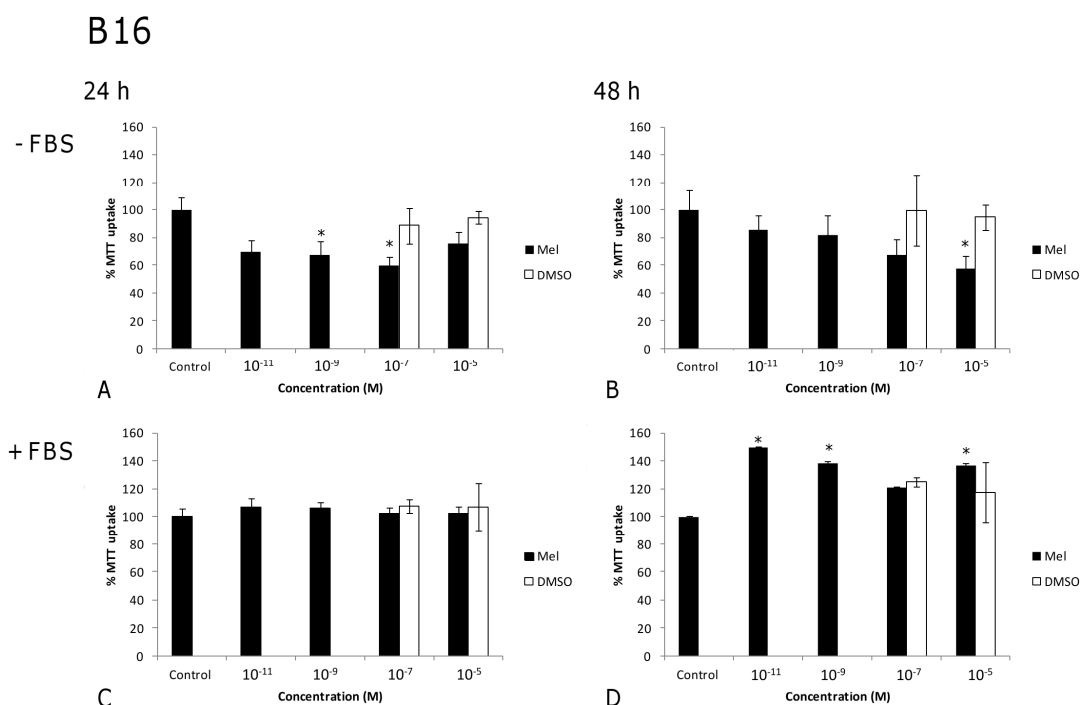 B16
24 h
48 h
- FBS
160
140
120
100
80
60
40
20
0
% MTT uptake
*
*
Mel
DMSO
Control 10⁻¹¹ 10⁻⁹ 10⁻⁷ 10⁻⁵
Concentration (M)
A
160
140
120
100
80
60
40
20
0
% MTT uptake
*
Mel
DMSO
Control 10⁻¹¹ 10⁻⁹ 10⁻⁷ 10⁻⁵
Concentration (M)
B
+ FBS
160
140
120
100
80
60
40
20
0
% MTT uptake
Mel
DMSO
Control 10⁻¹¹ 10⁻⁹ 10⁻⁷ 10⁻⁵
Concentration (M)
C
160
140
120
100
80
60
40
20
0
% MTT uptake
*
*
*
Mel
DMSO
Control 10⁻¹¹ 10⁻⁹ 10⁻⁷ 10⁻⁵
Concentration (M)
D